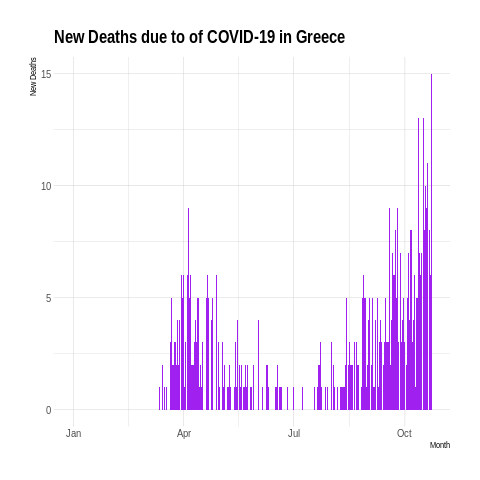 New Deaths due to of COVID-19 in Greece
New Deaths
15
10
5
0
Jan Apr Jul Oct
Month